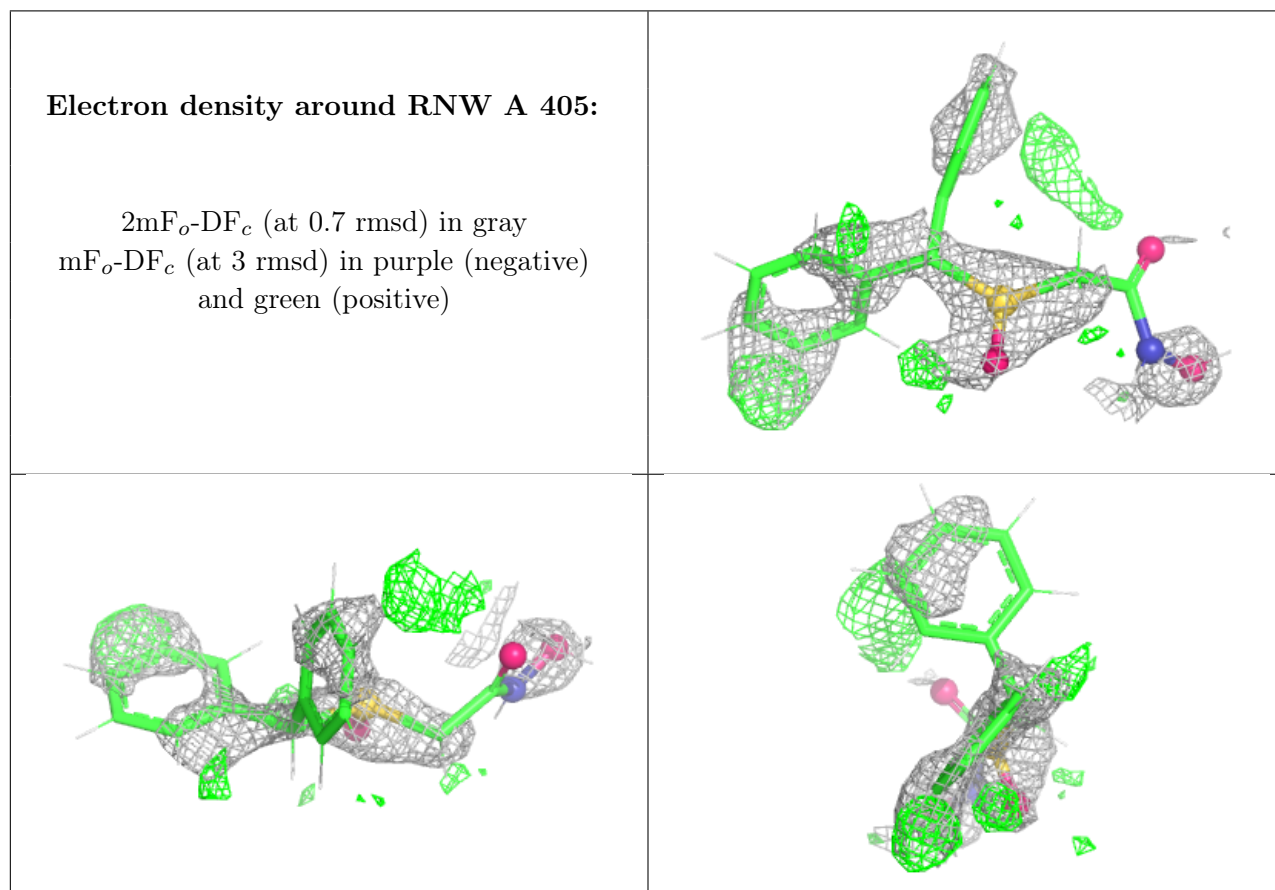 Electron density around RNW A 405:
2mFo-DFc (at 0.7 rmsd) in gray
mFo-DFc (at 3 rmsd) in purple (negative)
and green (positive)